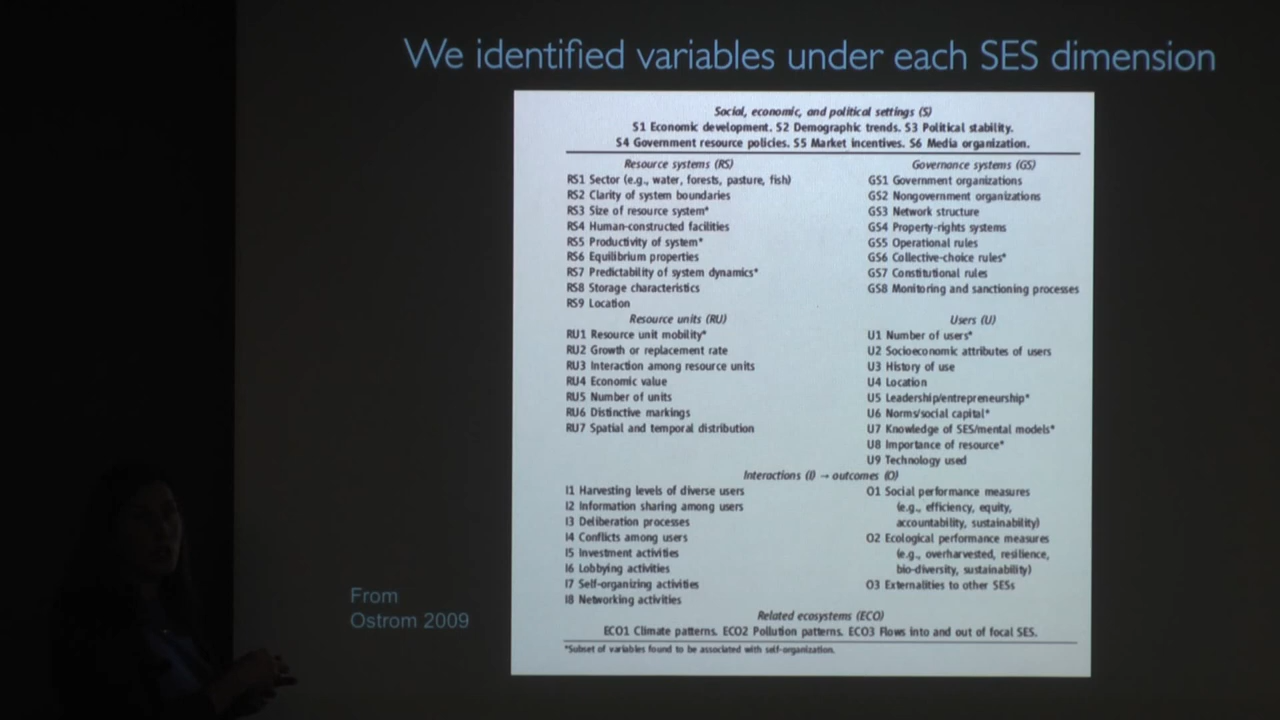 We identified variables under each SES dimension
Social, economic, and political settings (S)
S1 Economic development. S2 Demographic trends. S3 Political stability.
S4 Government resource policies. S5 Market incentives. S6 Media organization.
Resource systems (RS)
RS1 Sector (e.g., water, forests, pasture, fish)
RS2 Clarity of system boundaries
RS3 Size of resource system*
RS4 Human-constructed facilities
RS5 Productivity of system*
RS6 Equilibrium properties
RS7 Predictability of system dynamics*
RS8 Storage characteristics
RS9 Location
Governance systems (GS)
GS1 Government organizations
GS2 Nongovernment organizations
GS3 Network structure
GS4 Property-rights systems
GS5 Operational rules
GS6 Collective-choice rules*
GS7 Constitutional rules
GS8 Monitoring and sanctioning processes
Resource units (RU)
RU1 Resource unit mobility*
RU2 Growth or replacement rate
RU3 Interaction among resource units
RU4 Economic value
RU5 Number of units
RU6 Distinctive markings
RU7 Spatial and temporal distribution
Users (U)
U1 Number of users*
U2 Socioeconomic attributes of users
U3 History of use
U4 Location
U5 Leadership/entrepreneurship*
U6 Norms/social capital*
U7 Knowledge of SES/mental models*
U8 Importance of resource*
U9 Technology used
Interactions (I) → outcomes (O)
I1 Harvesting levels of diverse users
I2 Information sharing among users
I3 Deliberation processes
I4 Conflicts among users
I5 Investment activities
I6 Lobbying activities
I7 Self-organizing activities
I8 Networking activities
O1 Social performance measures
(e.g., efficiency, equity,
accountability, sustainability)
O2 Ecological performance measures
(e.g., overharvested, resilience,
bio-diversity, sustainability)
O3 Externalities to other SESs
Related ecosystems (ECO)
ECO1 Climate patterns. ECO2 Pollution patterns. ECO3 Flows into and out of focal SES.
*Subset of variables found to be associated with self-organization.
From
Ostrom 2009